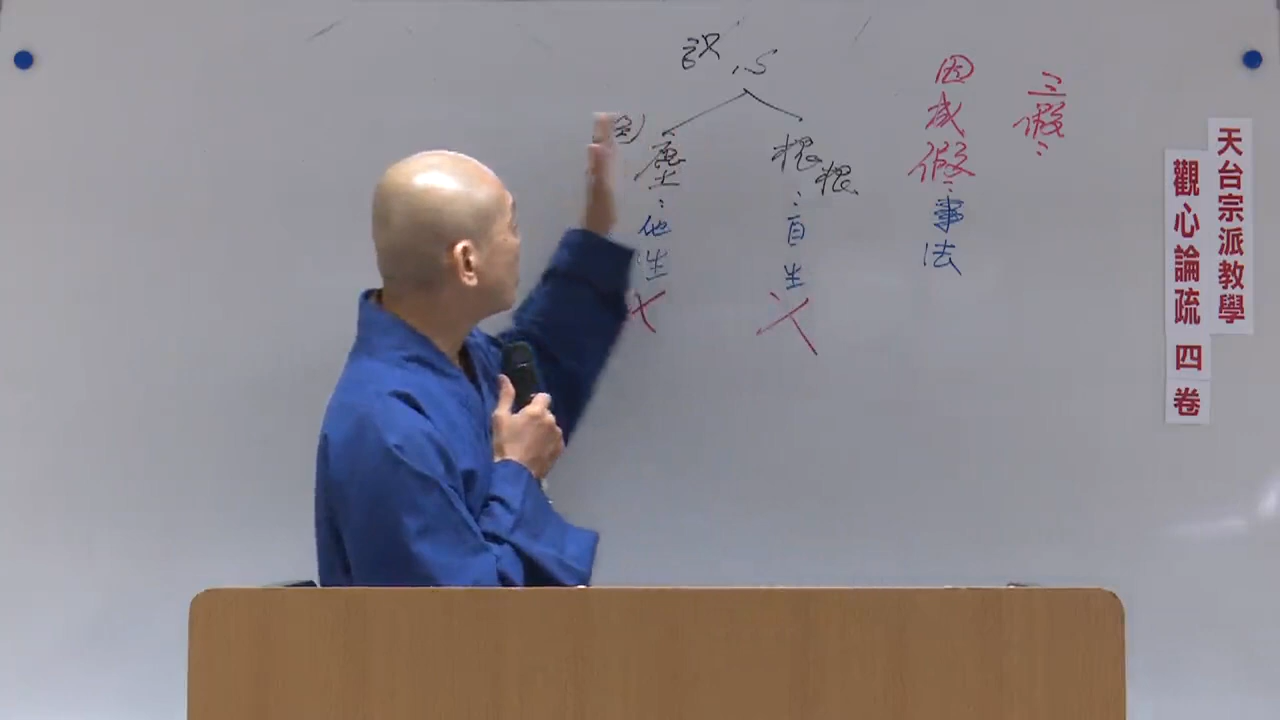 天台宗派教學
觀心論疏 四卷
三假:
因成假:事法
識 心
根:自生
根
塵:他生